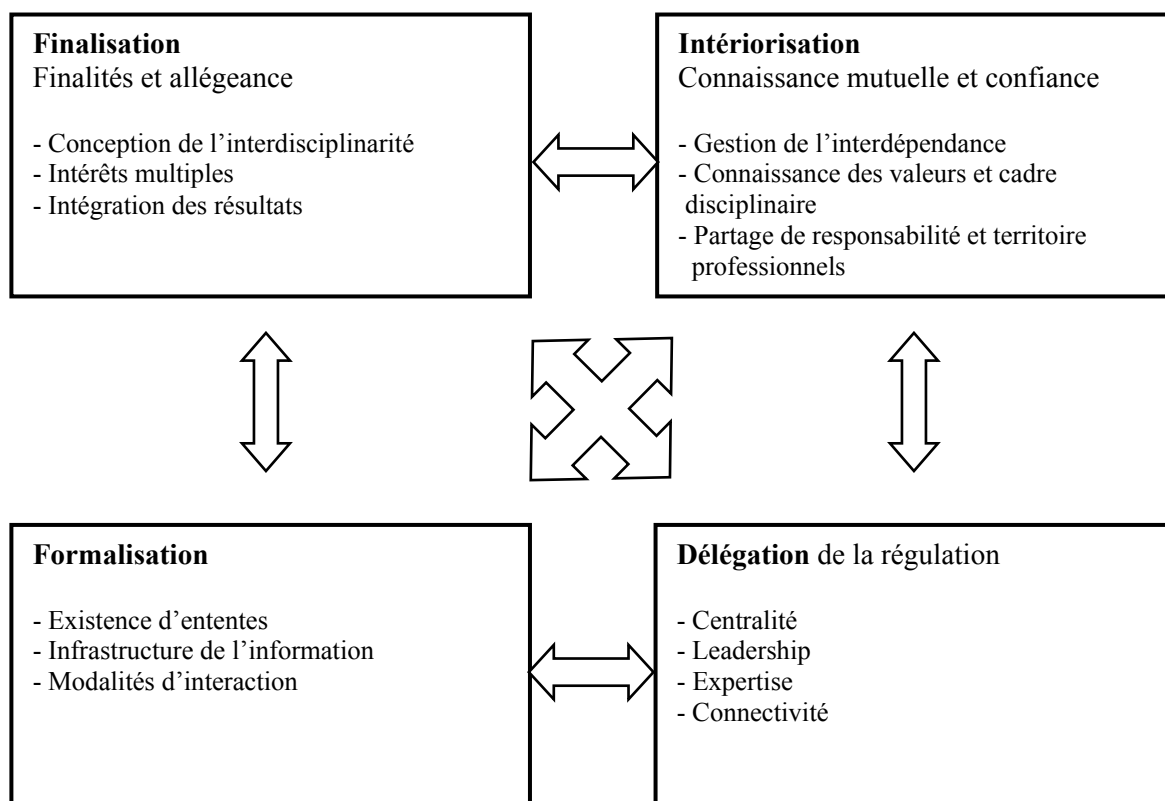 Finalisation
Finalités et allégeance
- Conception de l’interdisciplinarité
- Intérêts multiples
- Intégration des résultats
Intériorisation
Connaissance mutuelle et confiance
- Gestion de l’interdépendance
- Connaissance des valeurs et cadre
disciplinaire
- Partage de responsabilité et territoire
professionnels
Formalisation
- Existence d’ententes
- Infrastructure de l’information
- Modalités d’interaction
Délégation de la régulation
- Centralité
- Leadership
- Expertise
- Connectivité